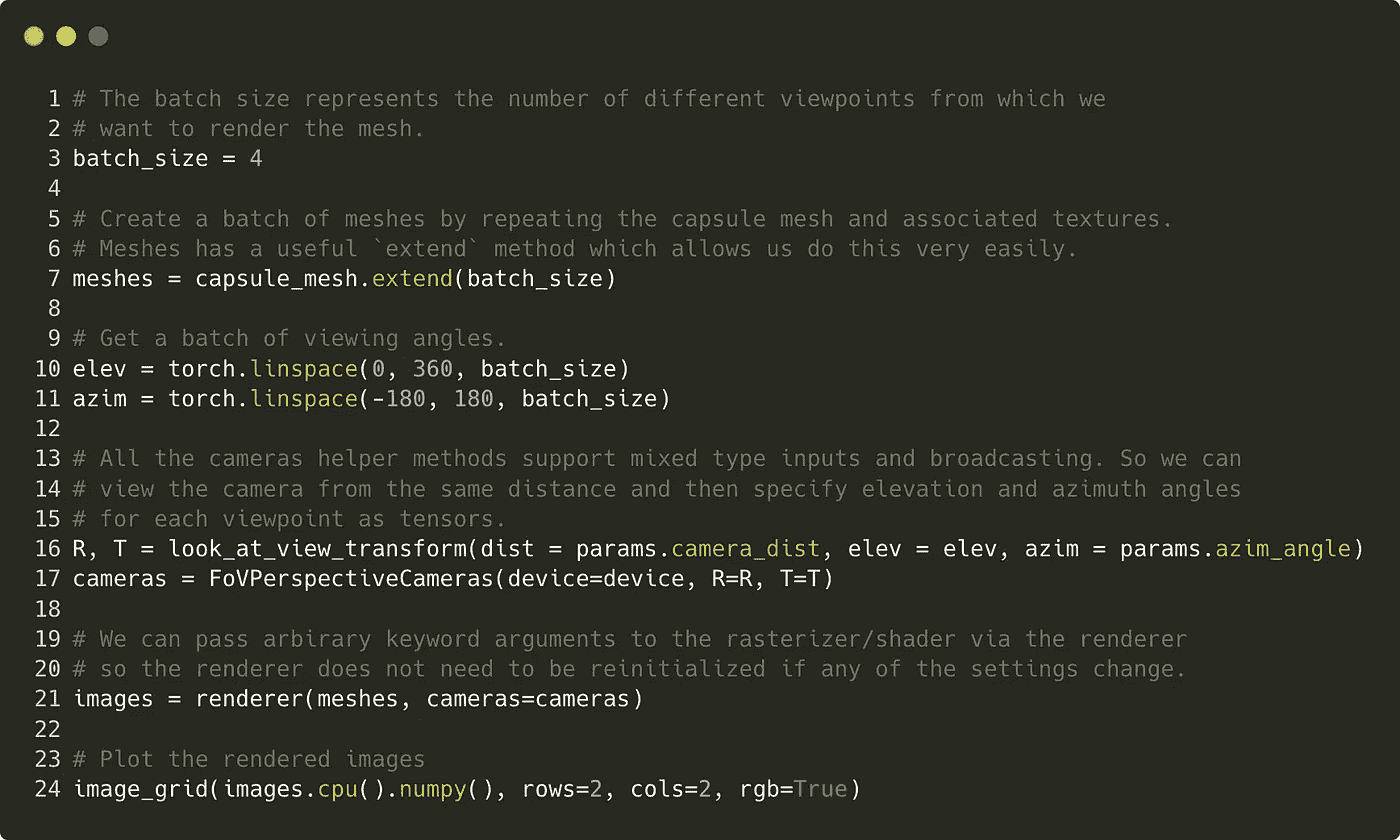 1 # The batch size represents the number of different viewpoints from which we
2 # want to render the mesh.
3 batch_size = 4
4
5 # Create a batch of meshes by repeating the capsule mesh and associated textures.
6 # Meshes has a useful `extend` method which allows us do this very easily.
7 meshes = capsule_mesh.extend(batch_size)
8
9 # Get a batch of viewing angles.
10 elev = torch.linspace(0, 360, batch_size)
11 azim = torch.linspace(-180, 180, batch_size)
12
13 # All the cameras helper methods support mixed type inputs and broadcasting. So we can
14 # view the camera from the same distance and then specify elevation and azimuth angles
15 # for each viewpoint as tensors.
16 R, T = look_at_view_transform(dist = params.camera_dist, elev = elev, azim = params.azim_angle)
17 cameras = FoVPerspectiveCameras(device=device, R=R, T=T)
18
19 # We can pass arbirary keyword arguments to the rasterizer/shader via the renderer
20 # so the renderer does not need to be reinitialized if any of the settings change.
21 images = renderer(meshes, cameras=cameras)
22
23 # Plot the rendered images
24 image_grid(images.cpu().numpy(), rows=2, cols=2, rgb=True)